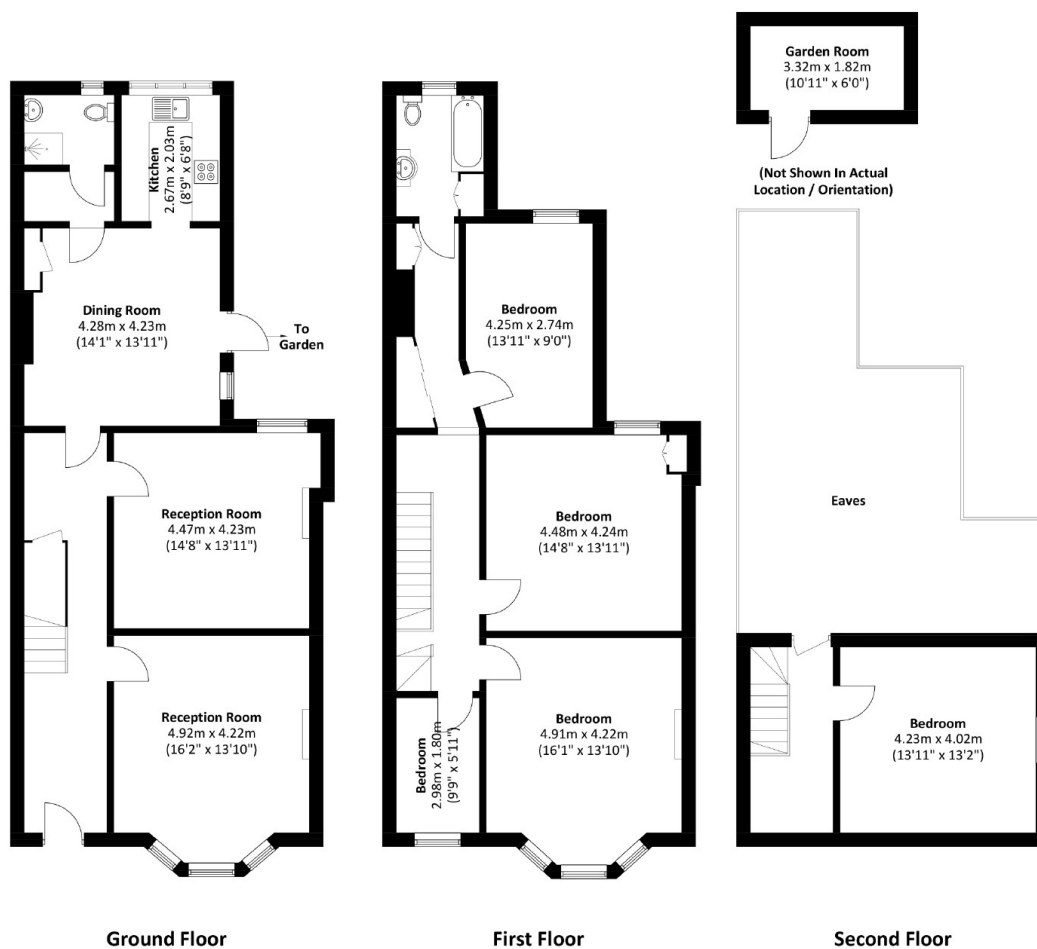 Garden Room
3.32m x 1.82m
(10'11" x 6'0")
(Not Shown In Actual
Location / Orientation)
Kitchen
2.67m x 2.03m
(8'9" x 6'8")
Dining Room
4.28m x 4.23m
(14'1" x 13'11")
To
Garden
Reception Room
4.47m x 4.23m
(14'8" x 13'11")
Reception Room
4.92m x 4.22m
(16'2" x 13'10")
Bedroom
4.25m x 2.74m
(13'11" x 9'0")
Bedroom
4.48m x 4.24m
(14'8" x 13'11")
Bedroom
2.98m x 1.80m
(9'9" x 5'11")
Bedroom
4.91m x 4.22m
(16'1" x 13'10")
Eaves
Bedroom
4.23m x 4.02m
(13'11" x 13'2")
Ground Floor
First Floor
Second Floor